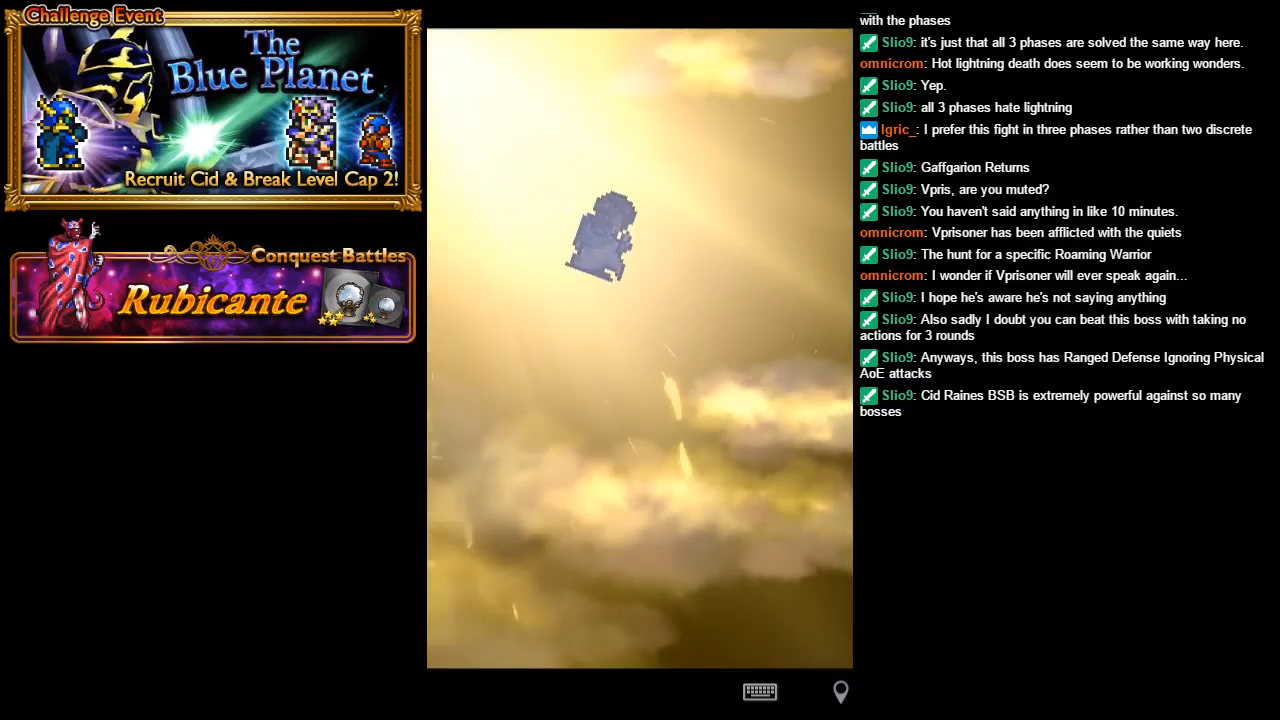 Challenge Event
The
Blue Planet
Recruit Cid & Break Level Cap 2!
Conquest Battles
Rubicante
with the phases
Slio9: it's just that all 3 phases are solved the same way here.
omnicrom: Hot lightning death does seem to be working wonders.
Slio9: Yep.
Slio9: all 3 phases hate lightning
Igric_: I prefer this fight in three phases rather than two discrete
battles
Slio9: Gaffgarion Returns
Slio9: Vpris, are you muted?
Slio9: You haven't said anything in like 10 minutes.
omnicrom: Vprisoner has been afflicted with the quiets
Slio9: The hunt for a specific Roaming Warrior
omnicrom: I wonder if Vprisoner will ever speak again...
Slio9: I hope he's aware he's not saying anything
Slio9: Also sadly I doubt you can beat this boss with taking no
actions for 3 rounds
Slio9: Anyways, this boss has Ranged Defense Ignoring Physical
AoE attacks
Slio9: Cid Raines BSB is extremely powerful against so many
bosses